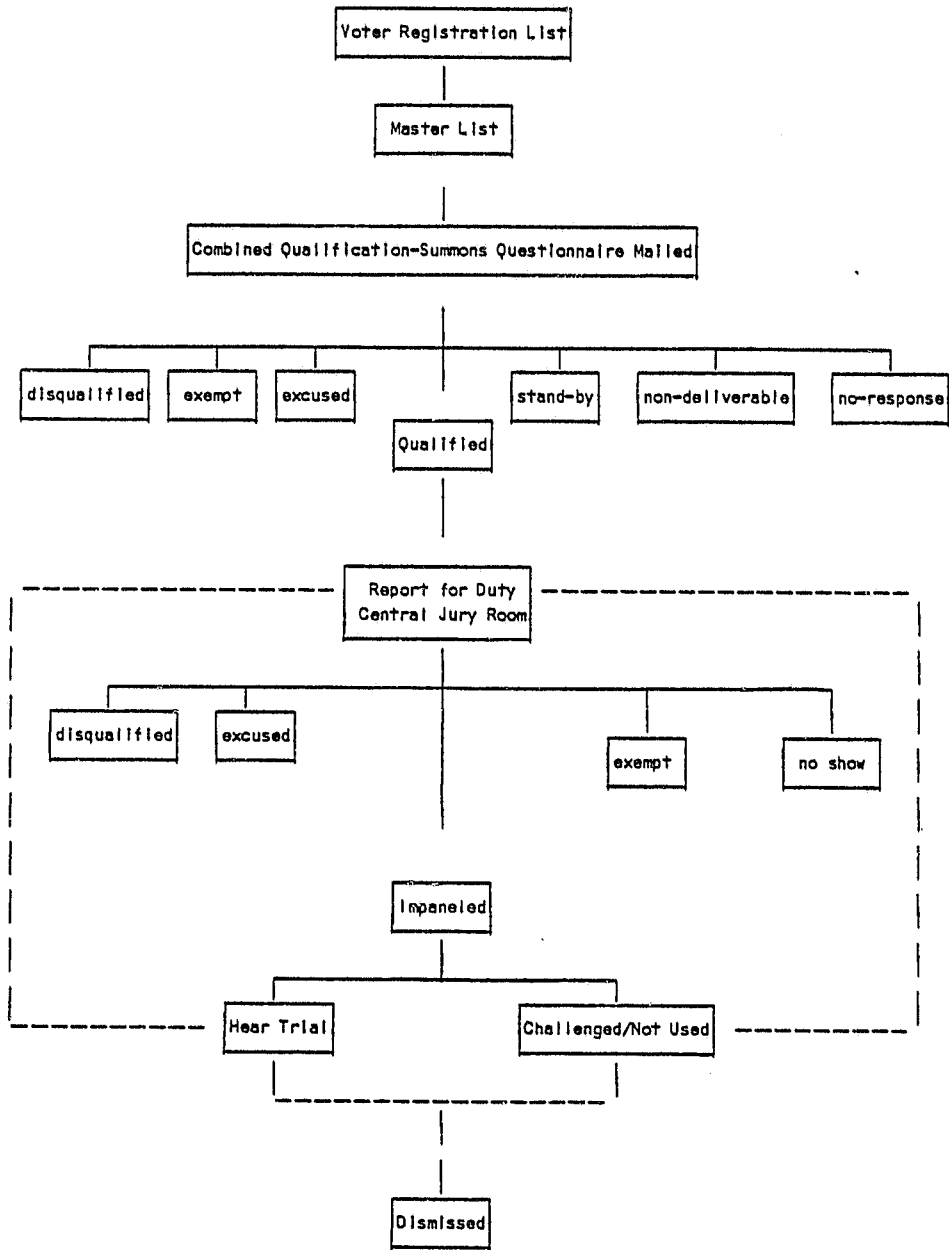 Voter Registration List
Master List
Combined Qualification-Summons Questionnaire Mailed
disqualified
exempt
excused
stand-by
non-deliverable
no-response
Qualified
Report for Duty
Central Jury Room
disqualified
excused
exempt
no show
Impaneled
Hear Trial
Challenged/Not Used
Dismissed